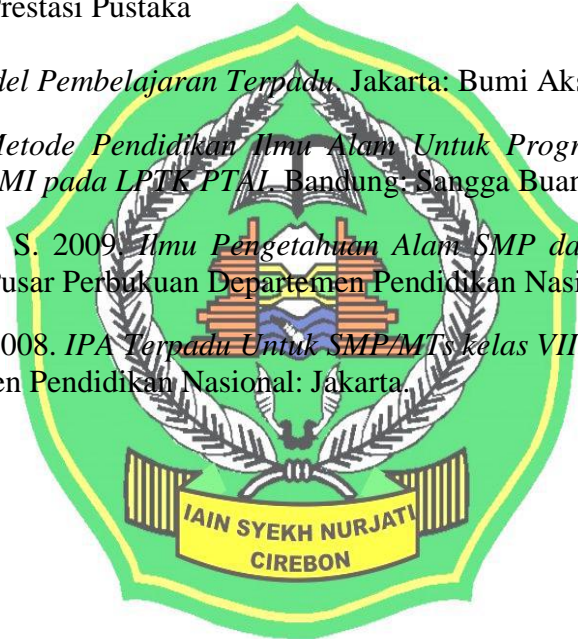 Prestasi Pustaka
del Pembelajaran Terpadu. Jakarta: Bumi Aks
Metode Pendidikan Ilmu Alam Untuk Progr
MI pada LPTK PTAI. Bandung: Sangga Buan
S. 2009. Ilmu Pengetahuan Alam SMP da
Pusar Perbukuan Departemen Pendidikan Nasi
008. IPA Terpadu Untuk SMP/MTs kelas VII
en Pendidikan Nasional: Jakarta.
IAIN SYEKH NURJATI
CIREBON